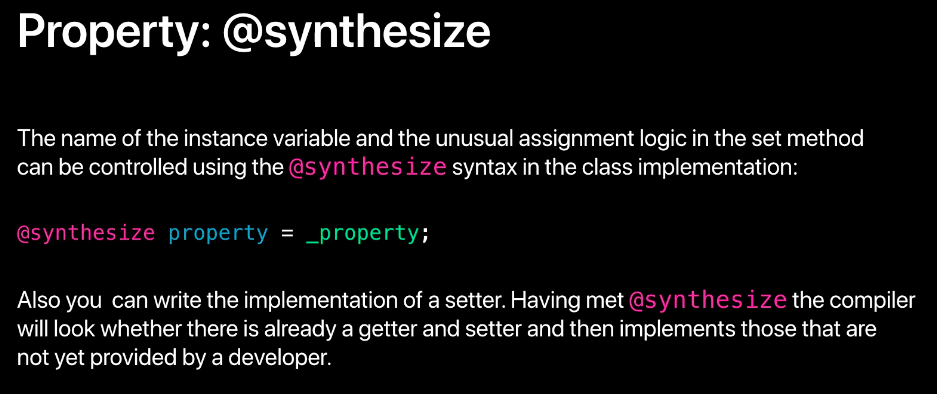 Property: @synthesize
The name of the instance variable and the unusual assignment logic in the set method
can be controlled using the @synthesize syntax in the class implementation:
@synthesize property = _property;
Also you  can write the implementation of a setter. Having met @synthesize the compiler
will look whether there is already a getter and setter and then implements those that are
not yet provided by a developer.